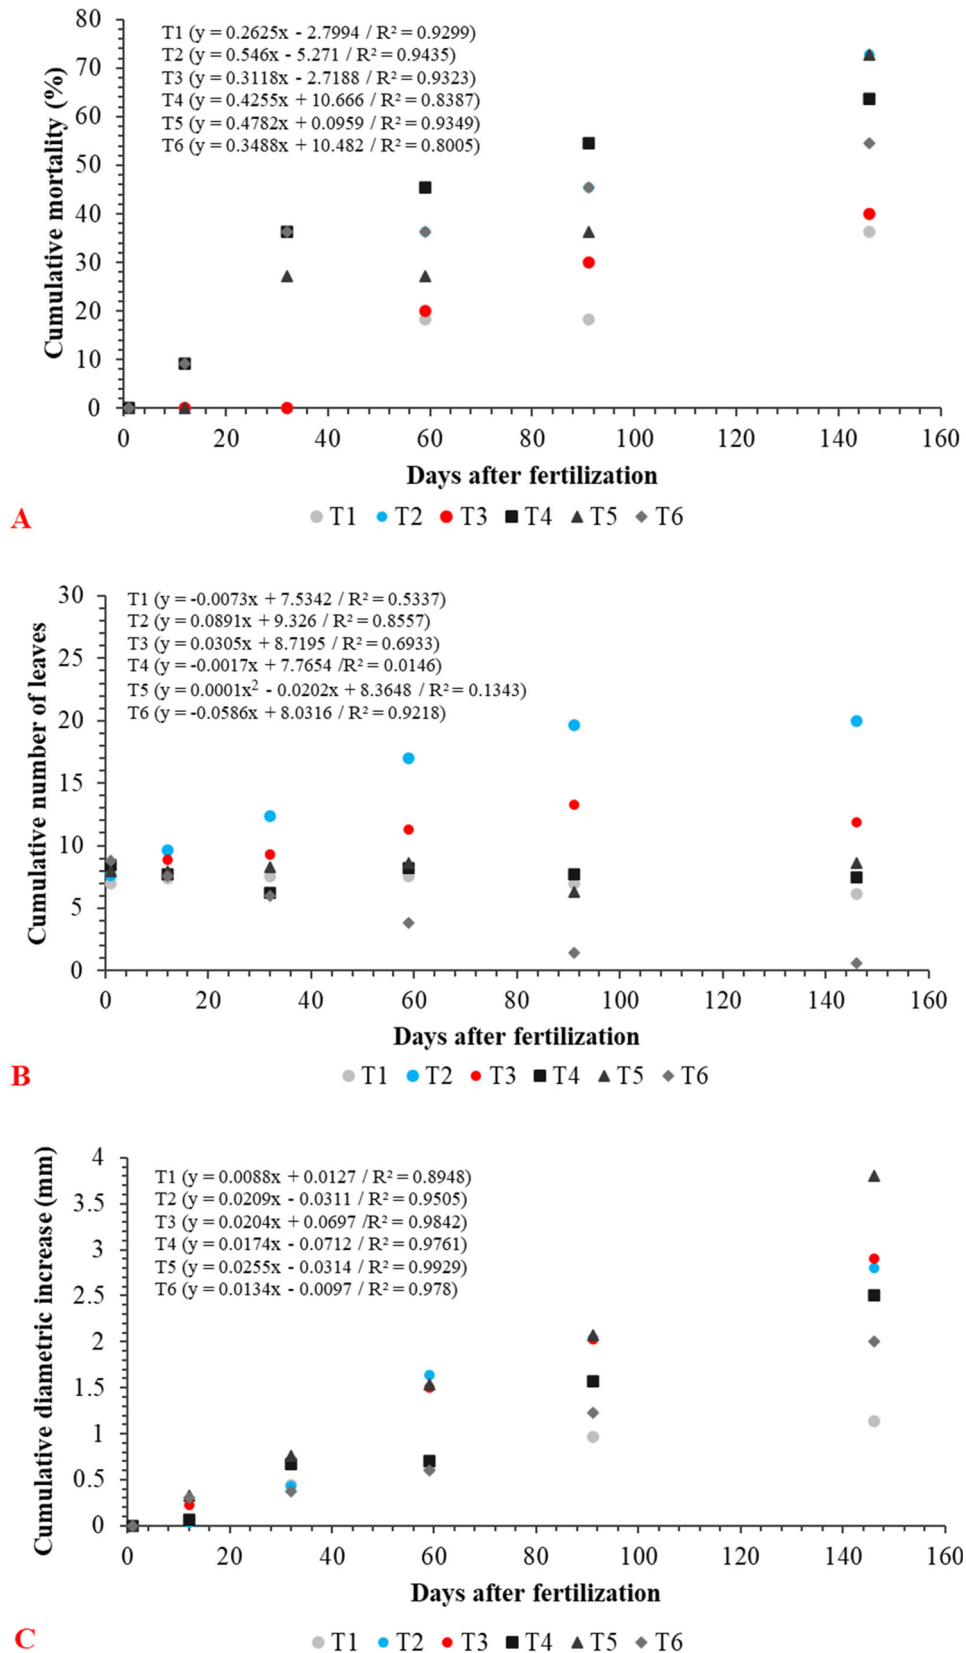 T1 (y = 0.2625x - 2.7994 / R² = 0.9299)
T2 (y = 0.546x - 5.271 / R² = 0.9435)
T3 (y = 0.3118x - 2.7188 / R² = 0.9323)
T4 (y = 0.4255x + 10.666 / R² = 0.8387)
T5 (y = 0.4782x + 0.0959 / R² = 0.9349)
T6 (y = 0.3488x + 10.482 / R² = 0.8005)
Cumulative mortality (%)
80
70
60
50
40
30
20
10
0
0 20 40 60 80 100 120 140 160
Days after fertilization
A
T1 T2 T3 T4 T5 T6
T1 (y = -0.0073x + 7.5342 / R² = 0.5337)
T2 (y = 0.0891x + 9.326 / R² = 0.8557)
T3 (y = 0.0305x + 8.7195 / R² = 0.6933)
T4 (y = -0.0017x + 7.7654 /R² = 0.0146)
T5 (y = 0.0001x² - 0.0202x + 8.3648 / R² = 0.1343)
T6 (y = -0.0586x + 8.0316 / R² = 0.9218)
Cumulative number of leaves
30
25
20
15
10
5
0
0 20 40 60 80 100 120 140 160
Days after fertilization
B
T1 T2 T3 T4 T5 T6
T1 (y = 0.0088x + 0.0127 / R² = 0.8948)
T2 (y = 0.0209x - 0.0311 / R² = 0.9505)
T3 (y = 0.0204x + 0.0697 /R² = 0.9842)
T4 (y = 0.0174x - 0.0712 / R² = 0.9761)
T5 (y = 0.0255x - 0.0314 / R² = 0.9929)
T6 (y = 0.0134x - 0.0097 / R² = 0.978)
Cumulative diametric increase (mm)
4
3.5
3
2.5
2
1.5
1
0.5
0
0 20 40 60 80 100 120 140 160
Days after fertilization
C
T1 T2 T3 T4 T5 T6